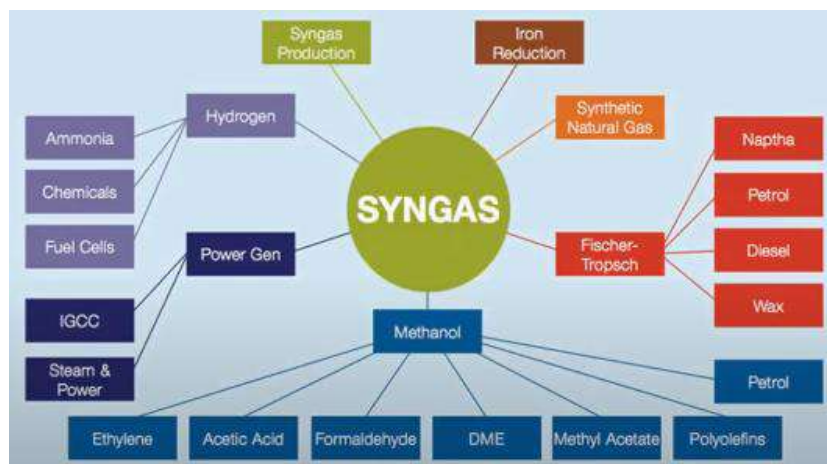 Syngas
Production
Iron
Reduction
Hydrogen
Synthetic
Natural Gas
Ammonia
Chemicals
Fuel Cells
Naptha
Petrol
Diesel
Wax
SYNGAS
Power Gen
Fischer-
Tropsch
IGCC
Steam &
Power
Methanol
Petrol
Ethylene
Acetic Acid
Formaldehyde
DME
Methyl Acetate
Polyolefins